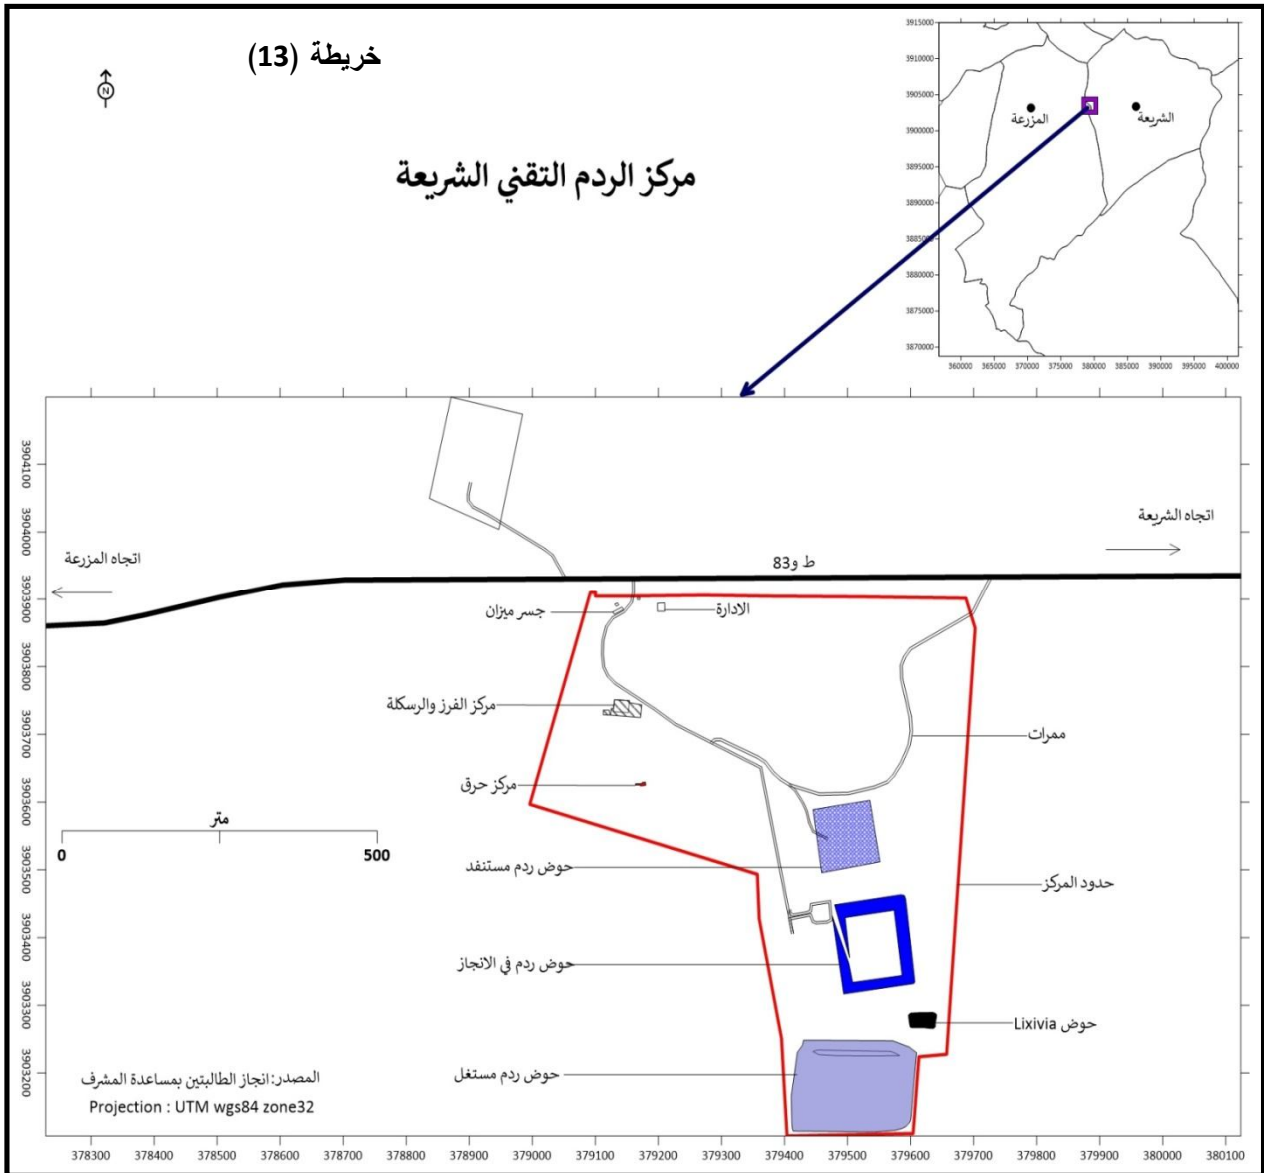 خريطة (13)
N
مركز الردم التقني الشريعة
3915000
3910000
3905000
3900000
3895000
3890000
3885000
3880000
3875000
3870000
المزرعة
الشريعة
360000 365000 370000 375000 380000 385000 390000 395000 400000
3904100
3904000
3903900
3903800
3903700
3903600
3903500
3903400
3903300
3903200
اتجاه الشريعة
اتجاه المزرعة
ط و83
جسر ميزان
الادارة
مركز الفرز والرسكلة
ممرات
مركز حرق
متر
0 500
حوض ردم مستنفد
حدود المركز
حوض ردم في الانجاز
حوض Lixivia
حوض ردم مستغل
المصدر: انجاز الطالبتين بمساعدة المشرف
Projection : UTM wgs84 zone32
378300 378400 378500 378600 378700 378800 378900 379000 379100 379200 379300 379400 379500 379600 379700 379800 379900 380000 380100